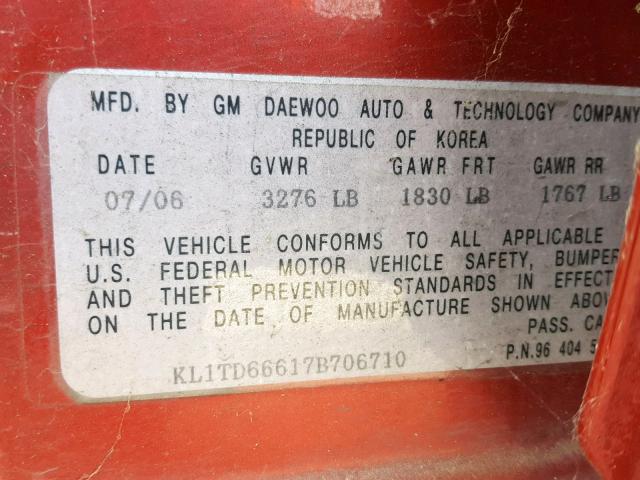 MFD. BY GM DAEWOO AUTO & TECHNOLOGY COMPANY
REPUBLIC OF KOREA
DATE GVWR GAWR FRT GAWR RR
07/06 3276 LB 1830 LB 1767 LB
THIS VEHICLE CONFORMS TO ALL APPLICABLE
U.S. FEDERAL MOTOR VEHICLE SAFETY, BUMPER
AND THEFT PREVENTION STANDARDS IN EFFECT
ON THE DATE OF MANUFACTURE SHOWN ABOV
PASS. CA
KL1TD66617B706710
P.N.96 404 5